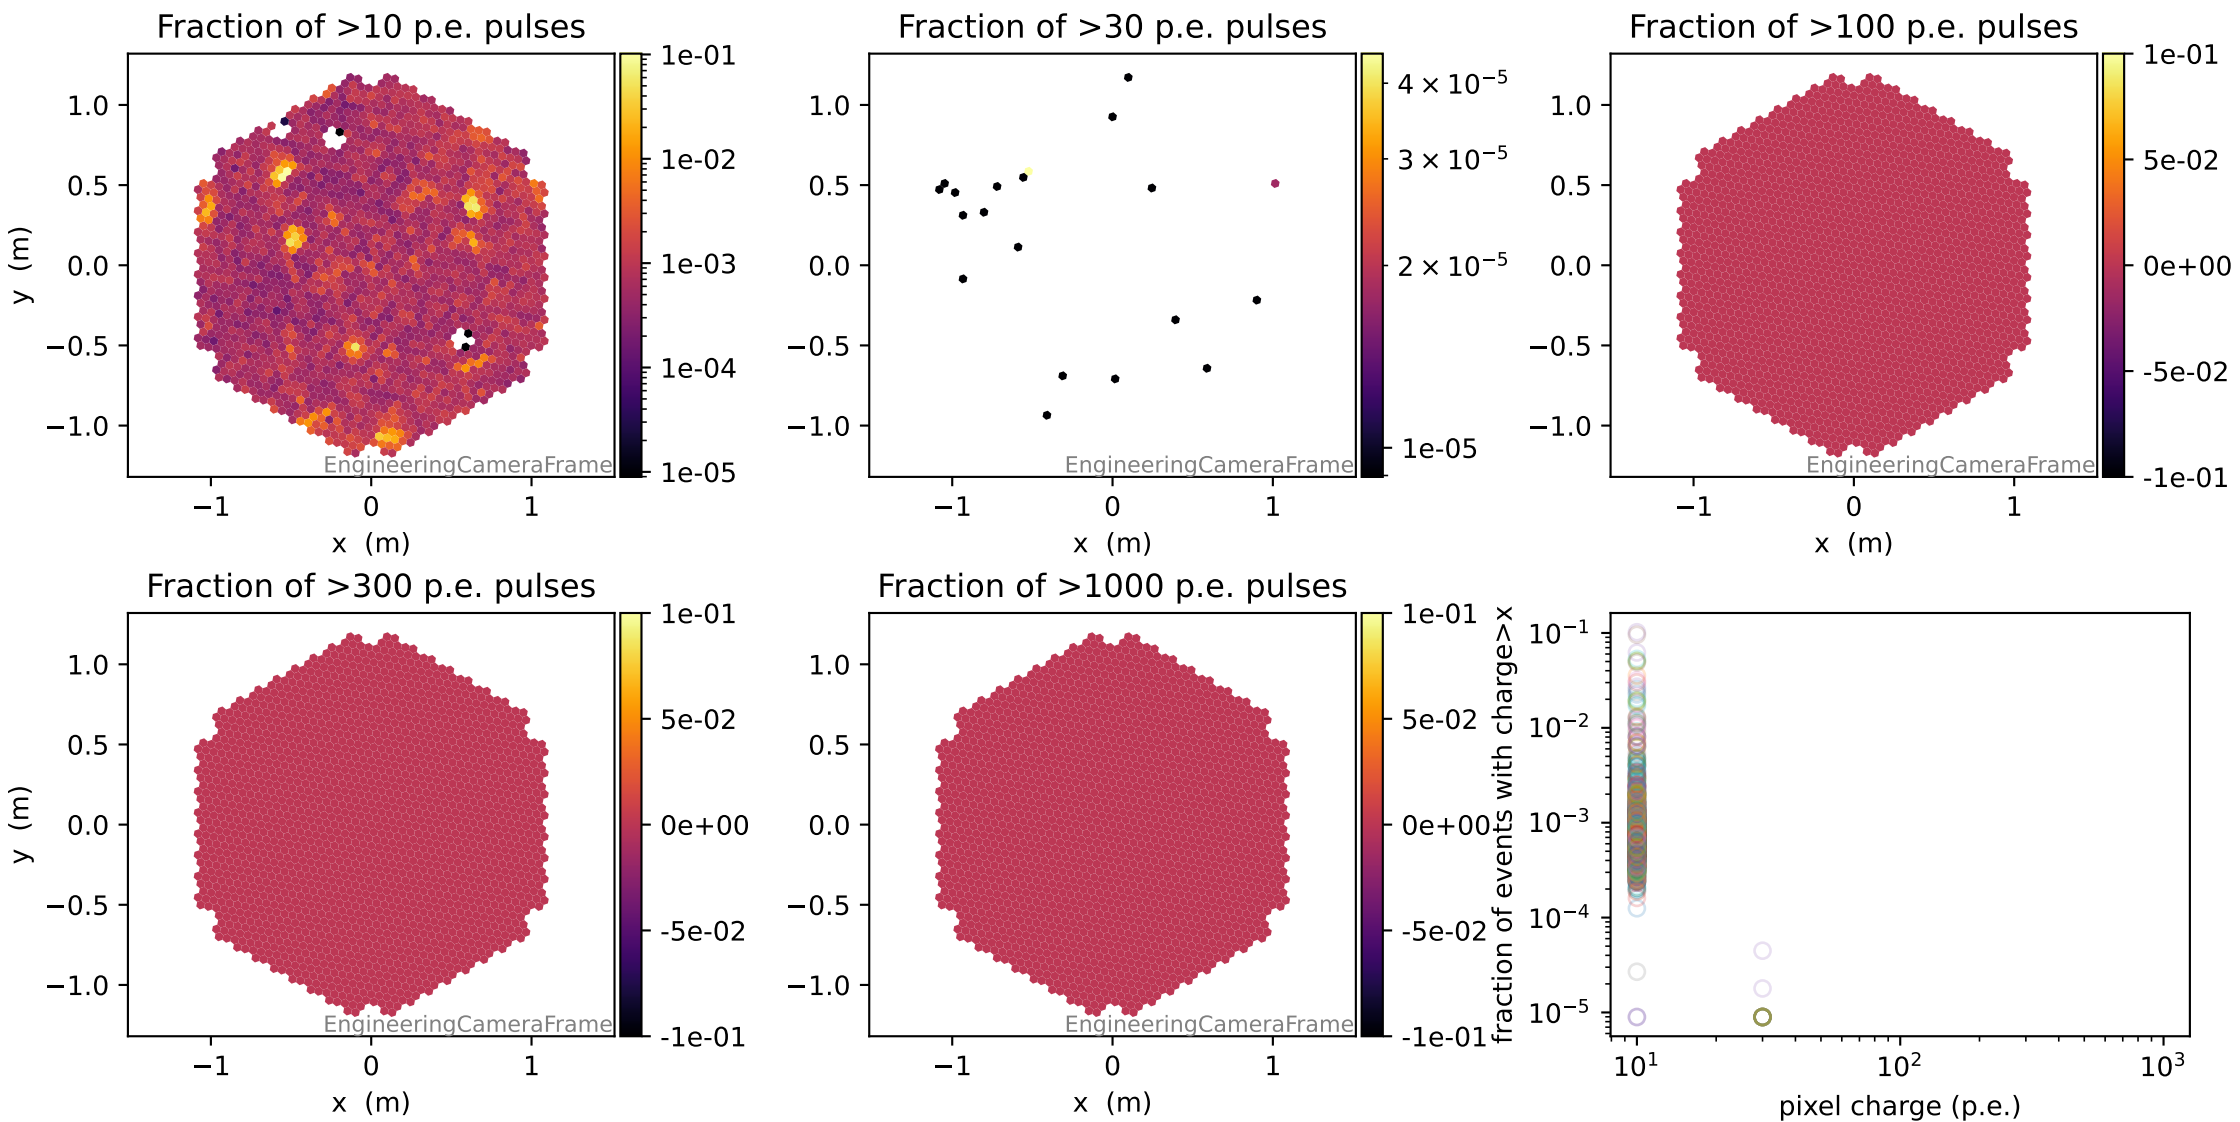 Fraction of >10 p.e. pulses
1.0
0.5
0.0
−0.5
−1.0
y (m)
−1
0
1
x (m)
EngineeringCameraFrame
1e-01
1e-02
1e-03
1e-04
1e-05
Fraction of >30 p.e. pulses
1.0
0.5
0.0
−0.5
−1.0
−1
0
1
x (m)
EngineeringCameraFrame
4 × 10⁻⁵
3 × 10⁻⁵
2 × 10⁻⁵
1e-05
Fraction of >100 p.e. pulses
1.0
0.5
0.0
−0.5
−1.0
−1
0
1
x (m)
EngineeringCameraFrame
1e-01
5e-02
0e+00
-5e-02
-1e-01
Fraction of >300 p.e. pulses
1.0
0.5
0.0
−0.5
−1.0
y (m)
−1
0
1
x (m)
EngineeringCameraFrame
1e-01
5e-02
0e+00
-5e-02
-1e-01
Fraction of >1000 p.e. pulses
1.0
0.5
0.0
−0.5
−1.0
−1
0
1
x (m)
EngineeringCameraFrame
1e-01
5e-02
0e+00
-5e-02
-1e-01
fraction of events with charge>x
10⁻¹
10⁻²
10⁻³
10⁻⁴
10⁻⁵
10¹
10²
10³
pixel charge (p.e.)